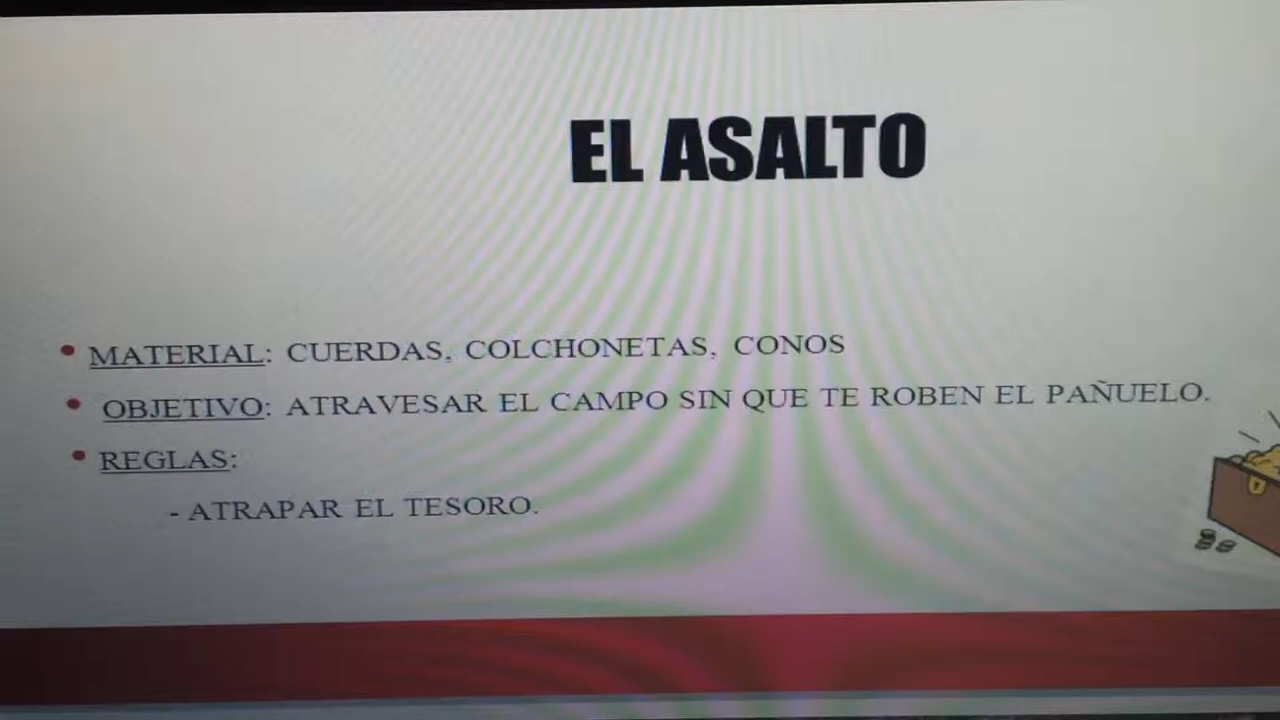 EL ASALTO
• MATERIAL: CUERDAS, COLCHONETAS, CONOS
• OBJETIVO: ATRAVESAR EL CAMPO SIN QUE TE ROBEN EL PAÑUELO.
• REGLAS:
- ATRAPAR EL TESORO.